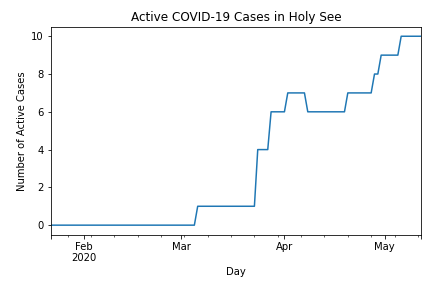 Active COVID-19 Cases in Holy See
Number of Active Cases
10
8
6
4
2
0
Feb
2020
Mar
Apr
May
Day